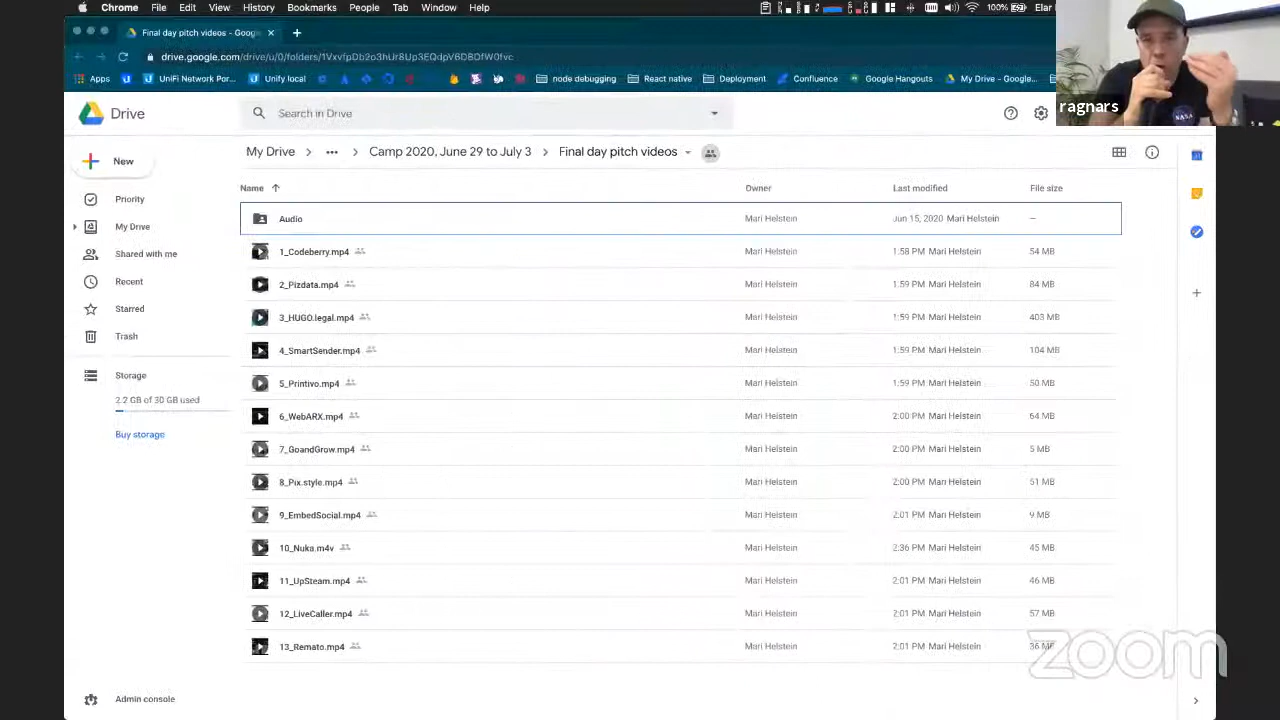 Chrome File Edit View History Bookmarks People Tab Window Help 100% Elar
Final day pitch videos - Googl
drive.google.com/drive/u/0/folders/
Apps UniFi Network Por... Unify local node debugging React native Deployment Confluence Google Hangouts My Drive - Google...
ragnars
NASA
Drive
Search in Drive
New
My Drive ... Camp 2020, June 29 to July 3 Final day pitch videos
Name Owner Last modified File size
Priority
My Drive
Shared with me
Recent
Starred
Trash
Storage
2.2 GB of 30 GB used
Buy storage
Admin console
Audio Mari Helstein Jun 15, 2020 Mari Helstein –
1_Codeberry.mp4 Mari Helstein 1:58 PM Mari Helstein 54 MB
2_Pizdata.mp4 Mari Helstein 1:59 PM Mari Helstein 84 MB
3_HUGO.legal.mp4 Mari Helstein 1:59 PM Mari Helstein 403 MB
4_SmartSender.mp4 Mari Helstein 1:59 PM Mari Helstein 104 MB
5_Printivo.mp4 Mari Helstein 1:59 PM Mari Helstein 50 MB
6_WebARX.mp4 Mari Helstein 2:00 PM Mari Helstein 64 MB
7_GoandGrow.mp4 Mari Helstein 2:00 PM Mari Helstein 5 MB
8_Pix.style.mp4 Mari Helstein 2:00 PM Mari Helstein 51 MB
9_EmbedSocial.mp4 Mari Helstein 2:01 PM Mari Helstein 9 MB
10_Nuka.m4v Mari Helstein 2:36 PM Mari Helstein 45 MB
11_UpSteam.mp4 Mari Helstein 2:01 PM Mari Helstein 46 MB
12_LiveCaller.mp4 Mari Helstein 2:01 PM Mari Helstein 57 MB
13_Remato.mp4 Mari Helstein 2:01 PM Mari Helstein 36 MB
zoom